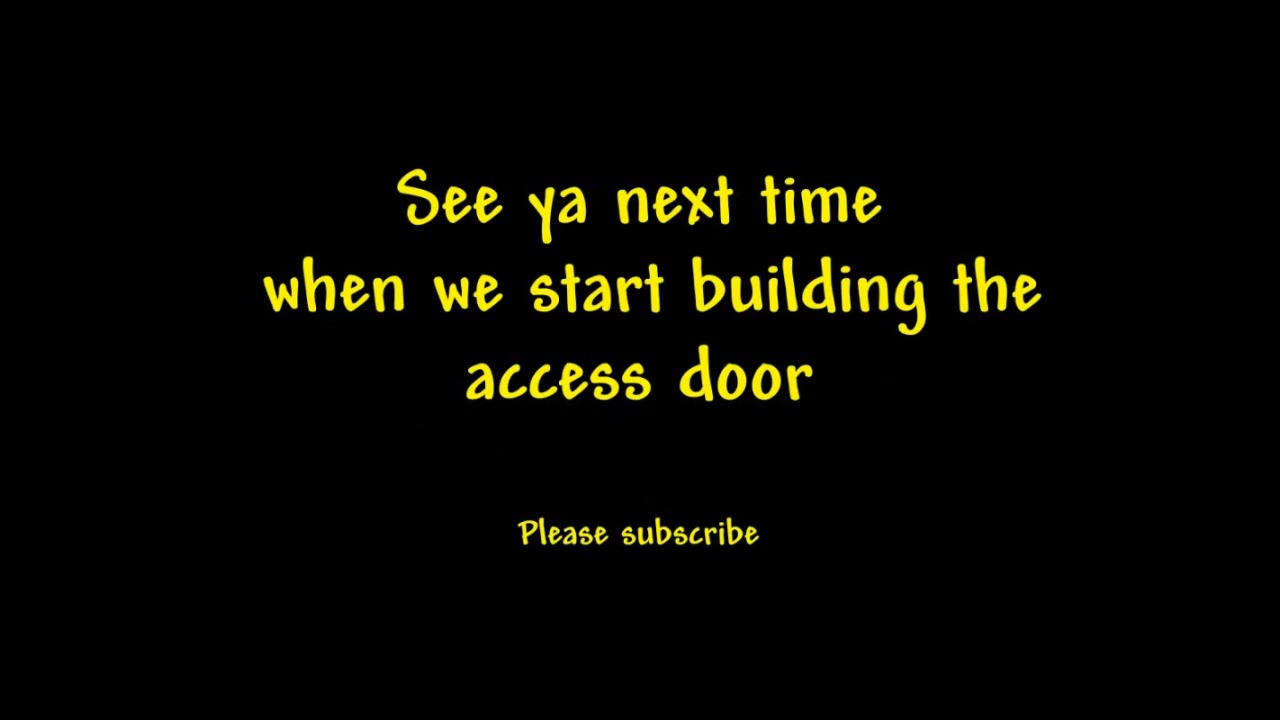 See ya next time
when we start building the
access door
Please subscribe